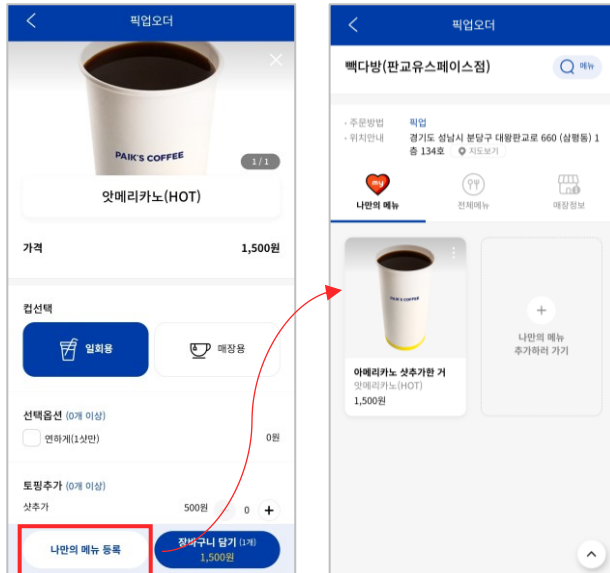 픽업오더
PAIK'S COFFEE
1/1
앗메리카노(HOT)
가격 1,500원
컵선택
일회용 매장용
선택옵션 (0개 이상)
연하게(1샷만) 0원
토핑추가 (0개 이상)
샷추가 500원 0 +
나만의 메뉴 등록
장바구니 담기 (1개)
1,500원
픽업오더
빽다방(판교유스페이스점)
메뉴
· 주문방법 픽업
· 위치안내 경기도 성남시 분당구 대왕판교로 660 (삼평동) 1
층 134호 지도보기
my
나만의 메뉴 전체메뉴 매장정보
PAIK'S COFFEE
아메리카노 샷추가한 거
앗메리카노(HOT)
1,500원
+
나만의 메뉴
추가하러 가기